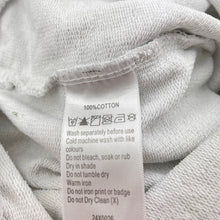 100%COTTON
Wash separately before use
Cold machine wash with like
colours
Do not bleach, soak or rub
Dry in shade
Do not tumble dry
Warm iron
Do not iron print or badge
Do not Dry Clean (X)